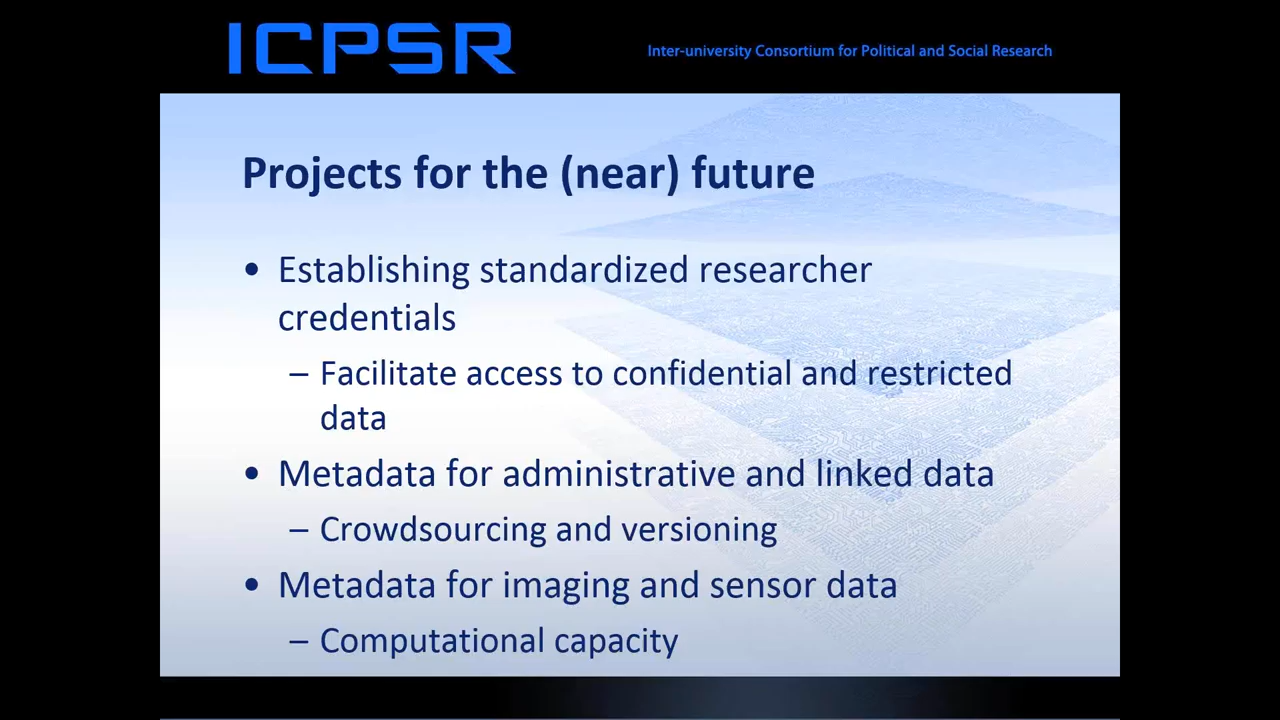 ICPSR
Inter-university Consortium for Political and Social Research
Projects for the (near) future
• Establishing standardized researcher
credentials
– Facilitate access to confidential and restricted
data
• Metadata for administrative and linked data
– Crowdsourcing and versioning
• Metadata for imaging and sensor data
– Computational capacity